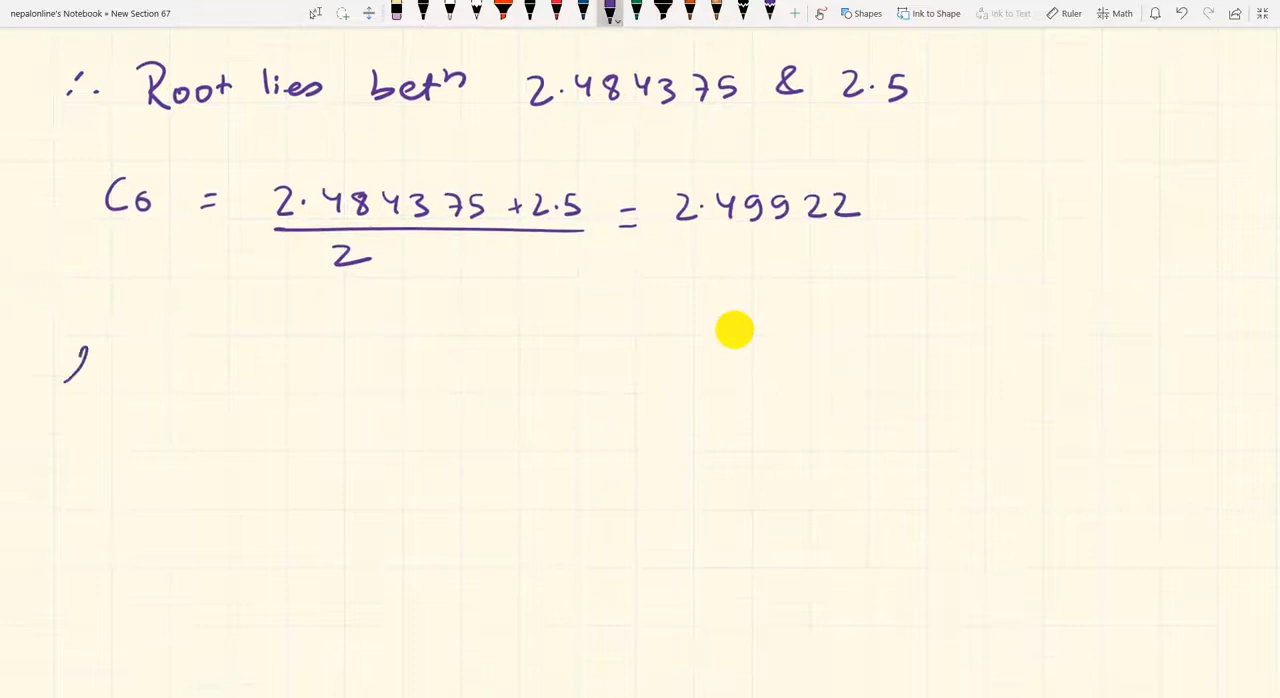 nepalonline's Notebook » New Section 67
Shapes Ink to Shape Ink to Text Ruler Math
∴ Root lies betn 2.484375 & 2.5
C6 = 2.484375 + 2.5 = 2.49922
2